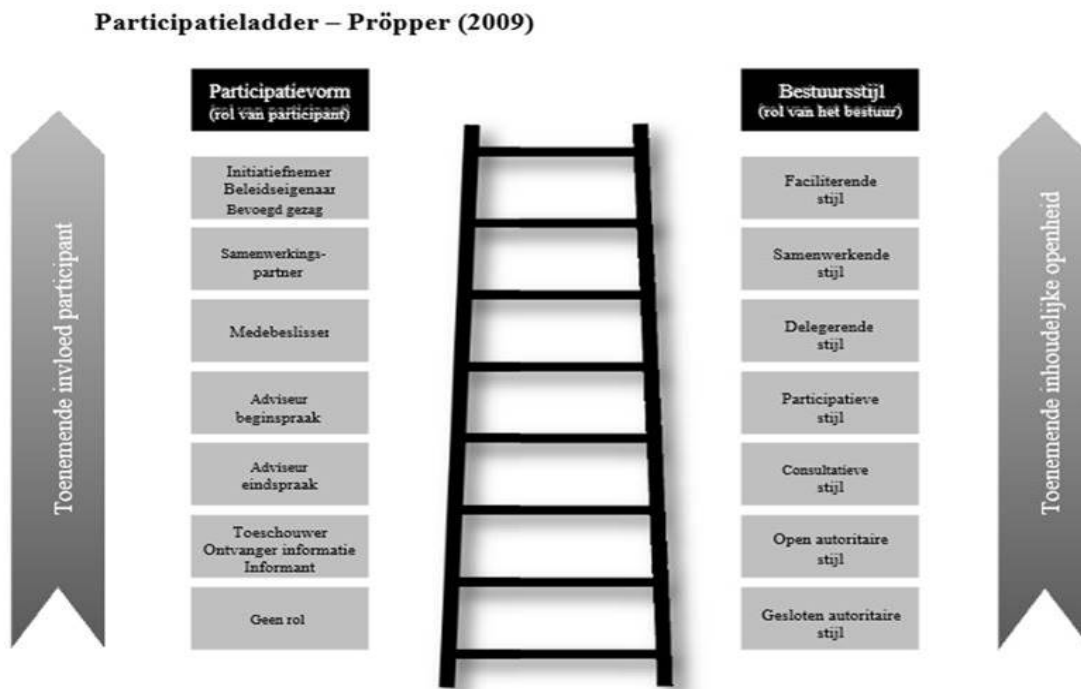 Participatieladder – Pröpper (2009)
Participatievorm
(rol van participant)
Bestuursstijl
(rol van het bestuur)
Toenemende invloed participant
Initiatiefnemer
Beleidseigenaar
Bevoegd gezag
Faciliterende
stijl
Samenwerkings-
partner
Samenwerkende
stijl
Medebeslisser
Delegerende
stijl
Adviseur
beginspraak
Participatieve
stijl
Adviseur
eindspraak
Consultatieve
stijl
Toeschouwer
Ontvanger informatie
Informant
Open autoritaire
stijl
Geen rol
Gesloten autoritaire
stijl
Toenemende inhoudelijke openheid